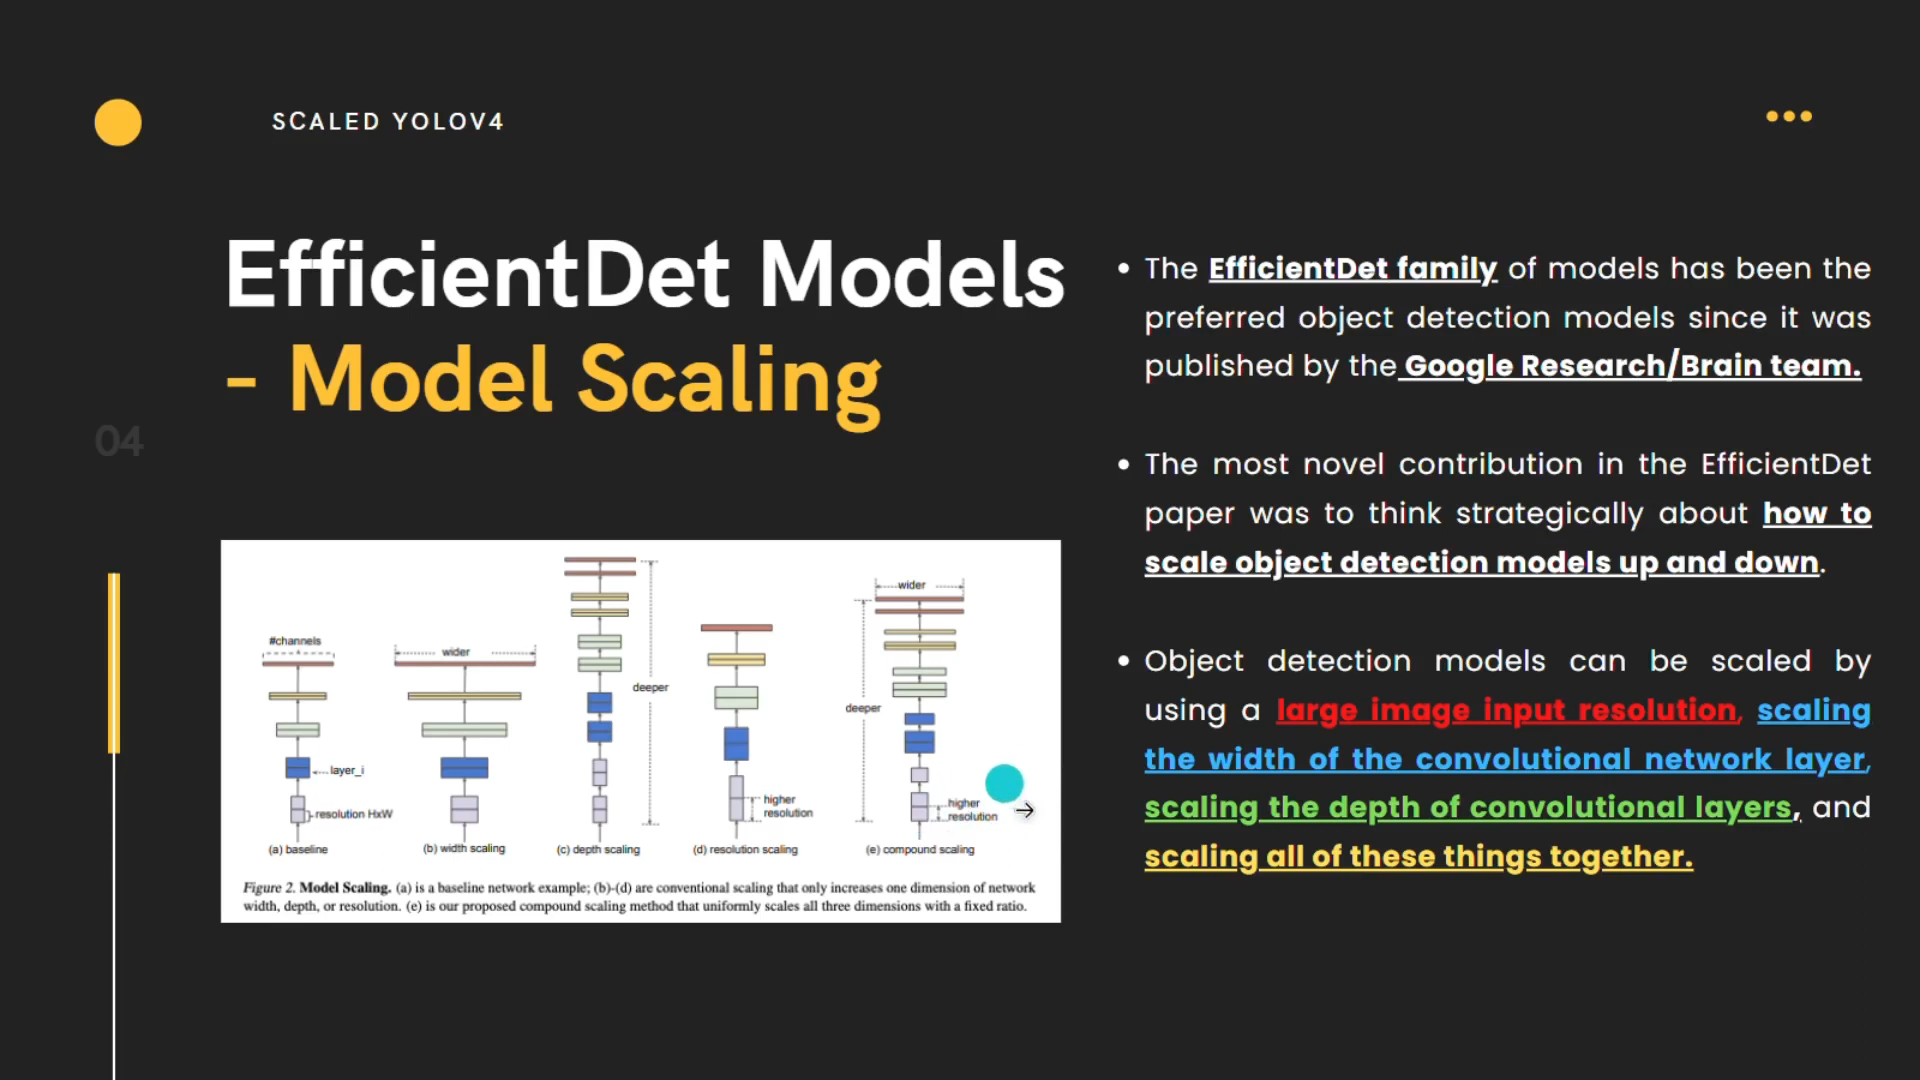 SCALED YOLOV4
EfficientDet Models
- Model Scaling
04
• The EfficientDet family of models has been the
preferred object detection models since it was
published by the Google Research/Brain team.
• The most novel contribution in the EfficientDet
paper was to think strategically about how to
scale object detection models up and down.
• Object detection models can be scaled by
using a large image input resolution, scaling
the width of the convolutional network layer,
scaling the depth of convolutional layers, and
scaling all of these things together.
#channels
layer_i
resolution HxW
(a) baseline
wider
(b) width scaling
deeper
(c) depth scaling
higher
resolution
(d) resolution scaling
wider
deeper
higher
resolution
(e) compound scaling
Figure 2. Model Scaling. (a) is a baseline network example; (b)-(d) are conventional scaling that only increases one dimension of network
width, depth, or resolution. (e) is our proposed compound scaling method that uniformly scales all three dimensions with a fixed ratio.